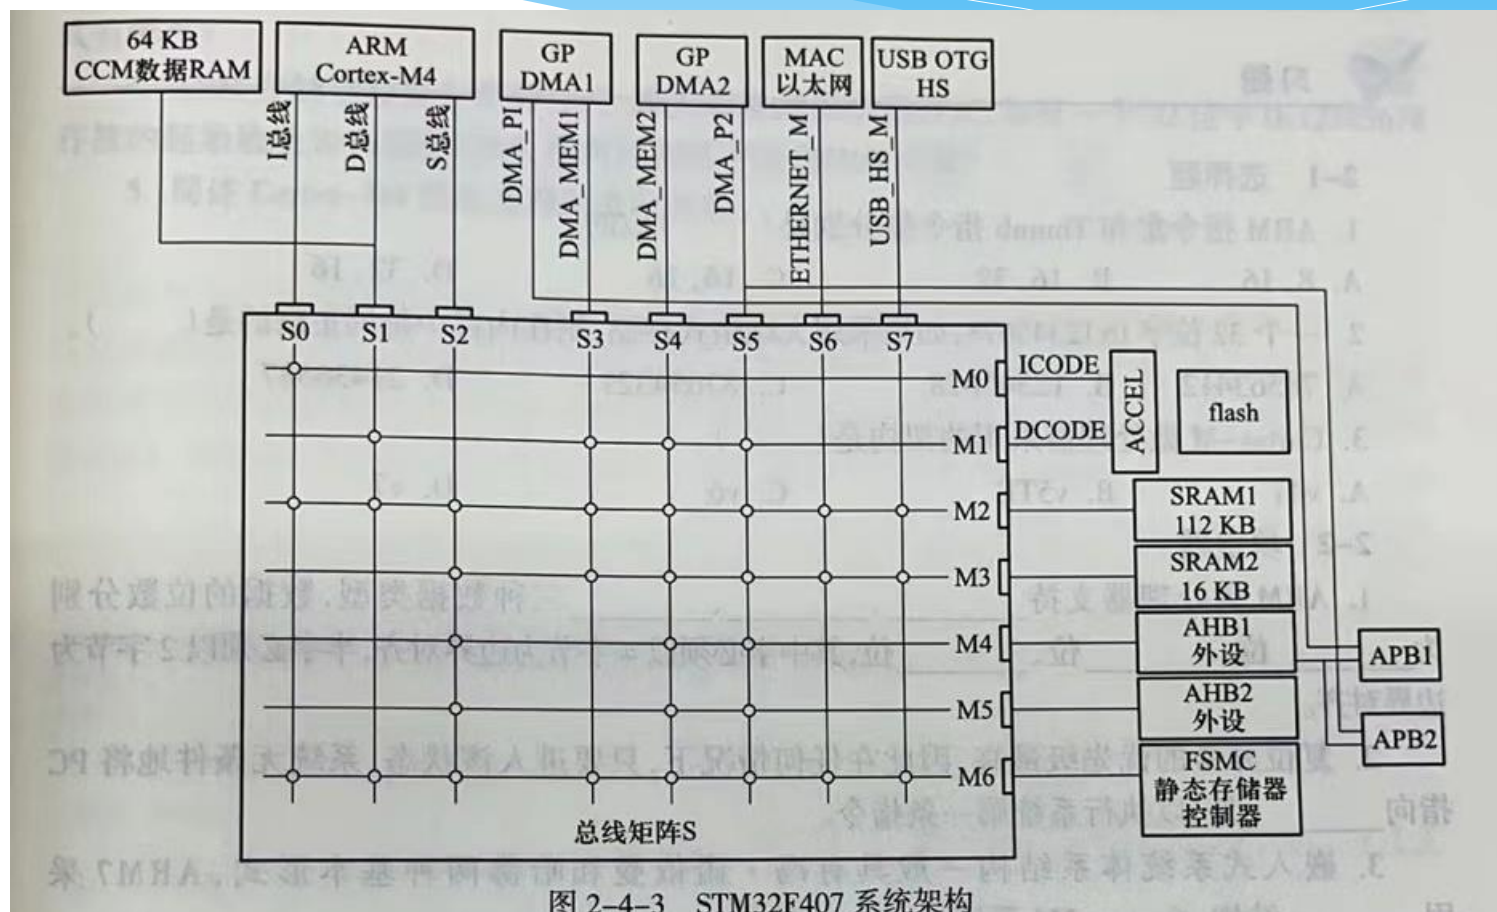 64 KB
CCM数据RAM
ARM
Cortex-M4
GP
DMA1
GP
DMA2
MAC
以太网
USB OTG
HS
I总线
D总线
S总线
DMA_PI
DMA_MEM1
DMA_MEM2
DMA_P2
ETHERNET_M
USB_HS_M
S0
S1
S2
S3
S4
S5
S6
S7
M0
ICODE
ACCEL
flash
M1
DCODE
M2
SRAM1
112 KB
M3
SRAM2
16 KB
M4
AHB1
外设
APB1
M5
AHB2
外设
APB2
M6
FSMC
静态存储器
控制器
总线矩阵S
图 2-4-3 STM32F407 系统架构